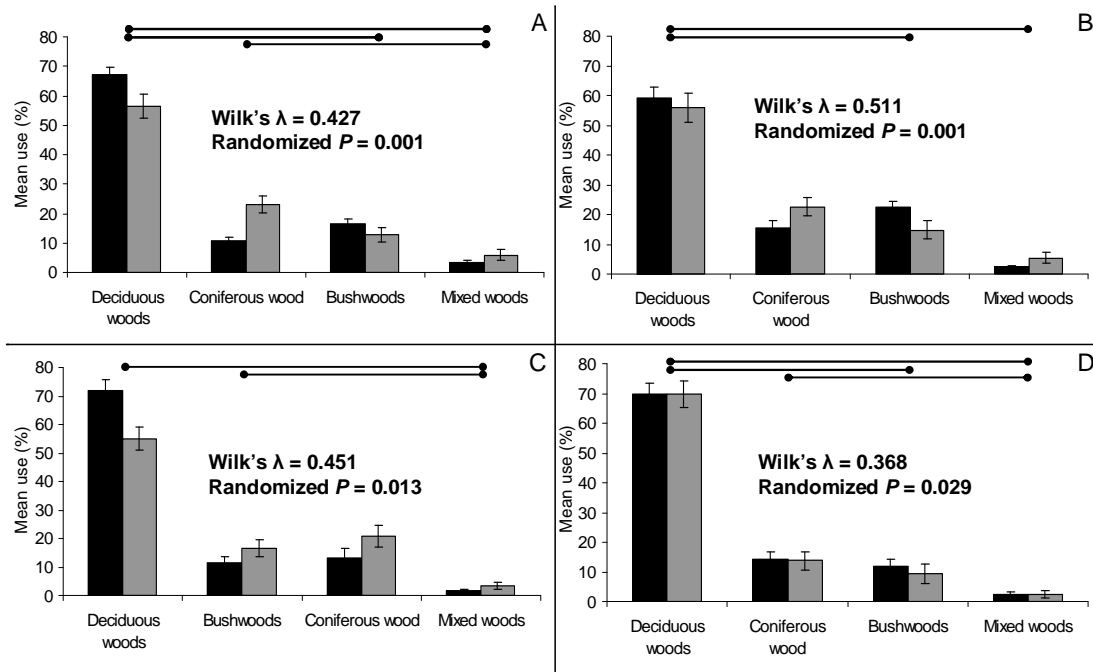 A
Mean use (%)
80
70
60
50
40
30
20
10
0
Wilk's λ = 0.427
Randomized P = 0.001
Deciduous
woods
Coniferous wood
Bushwoods
Mixed woods
B
Mean use (%)
80
70
60
50
40
30
20
10
0
Wilk's λ = 0.511
Randomized P = 0.001
Deciduous
woods
Coniferous
wood
Bushwoods
Mixed woods
C
Mean use (%)
80
70
60
50
40
30
20
10
0
Wilk's λ = 0.451
Randomized P = 0.013
Deciduous
woods
Bushwoods
Coniferous wood
Mixed woods
D
Mean use (%)
80
70
60
50
40
30
20
10
0
Wilk's λ = 0.368
Randomized P = 0.029
Deciduous
woods
Coniferous
wood
Bushwoods
Mixed woods